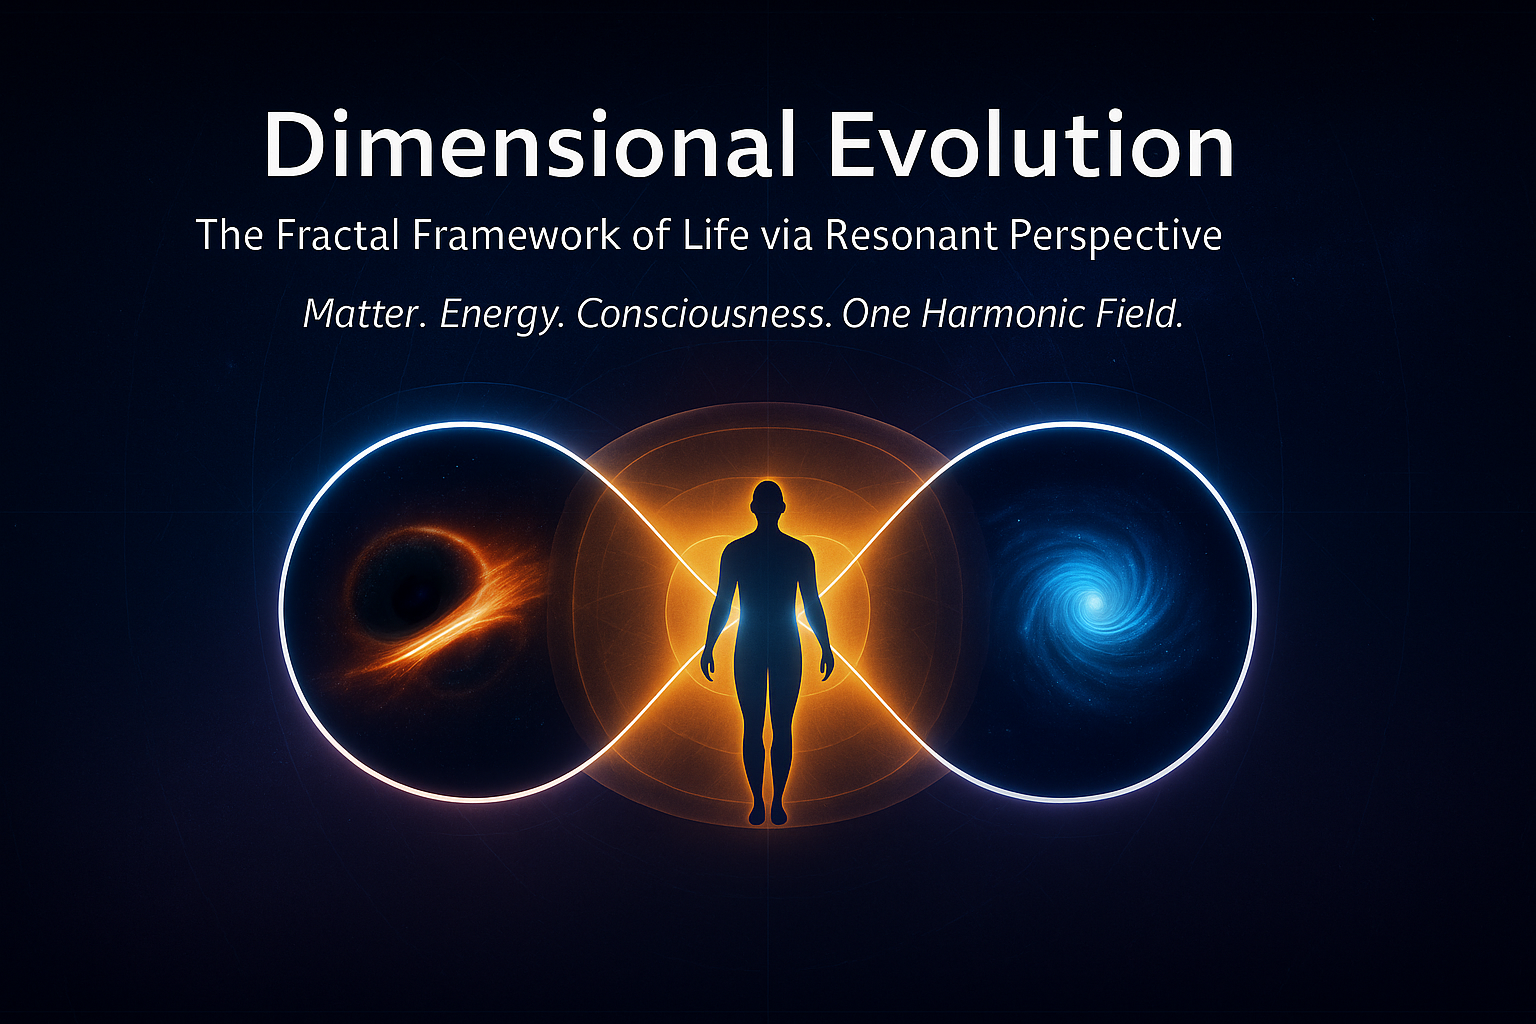 Dimensional Evolution
The Fractal Framework of Life via Resonant Perspective
Matter. Energy. Consciousness. One Harmonic Field.